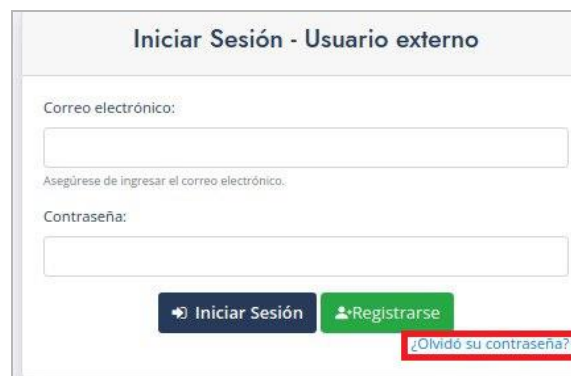 Iniciar Sesión - Usuario externo
Correo electrónico:
Asegúrese de ingresar el correo electrónico.
Contraseña:
Iniciar Sesión Registrarse
¿Olvidó su contraseña?